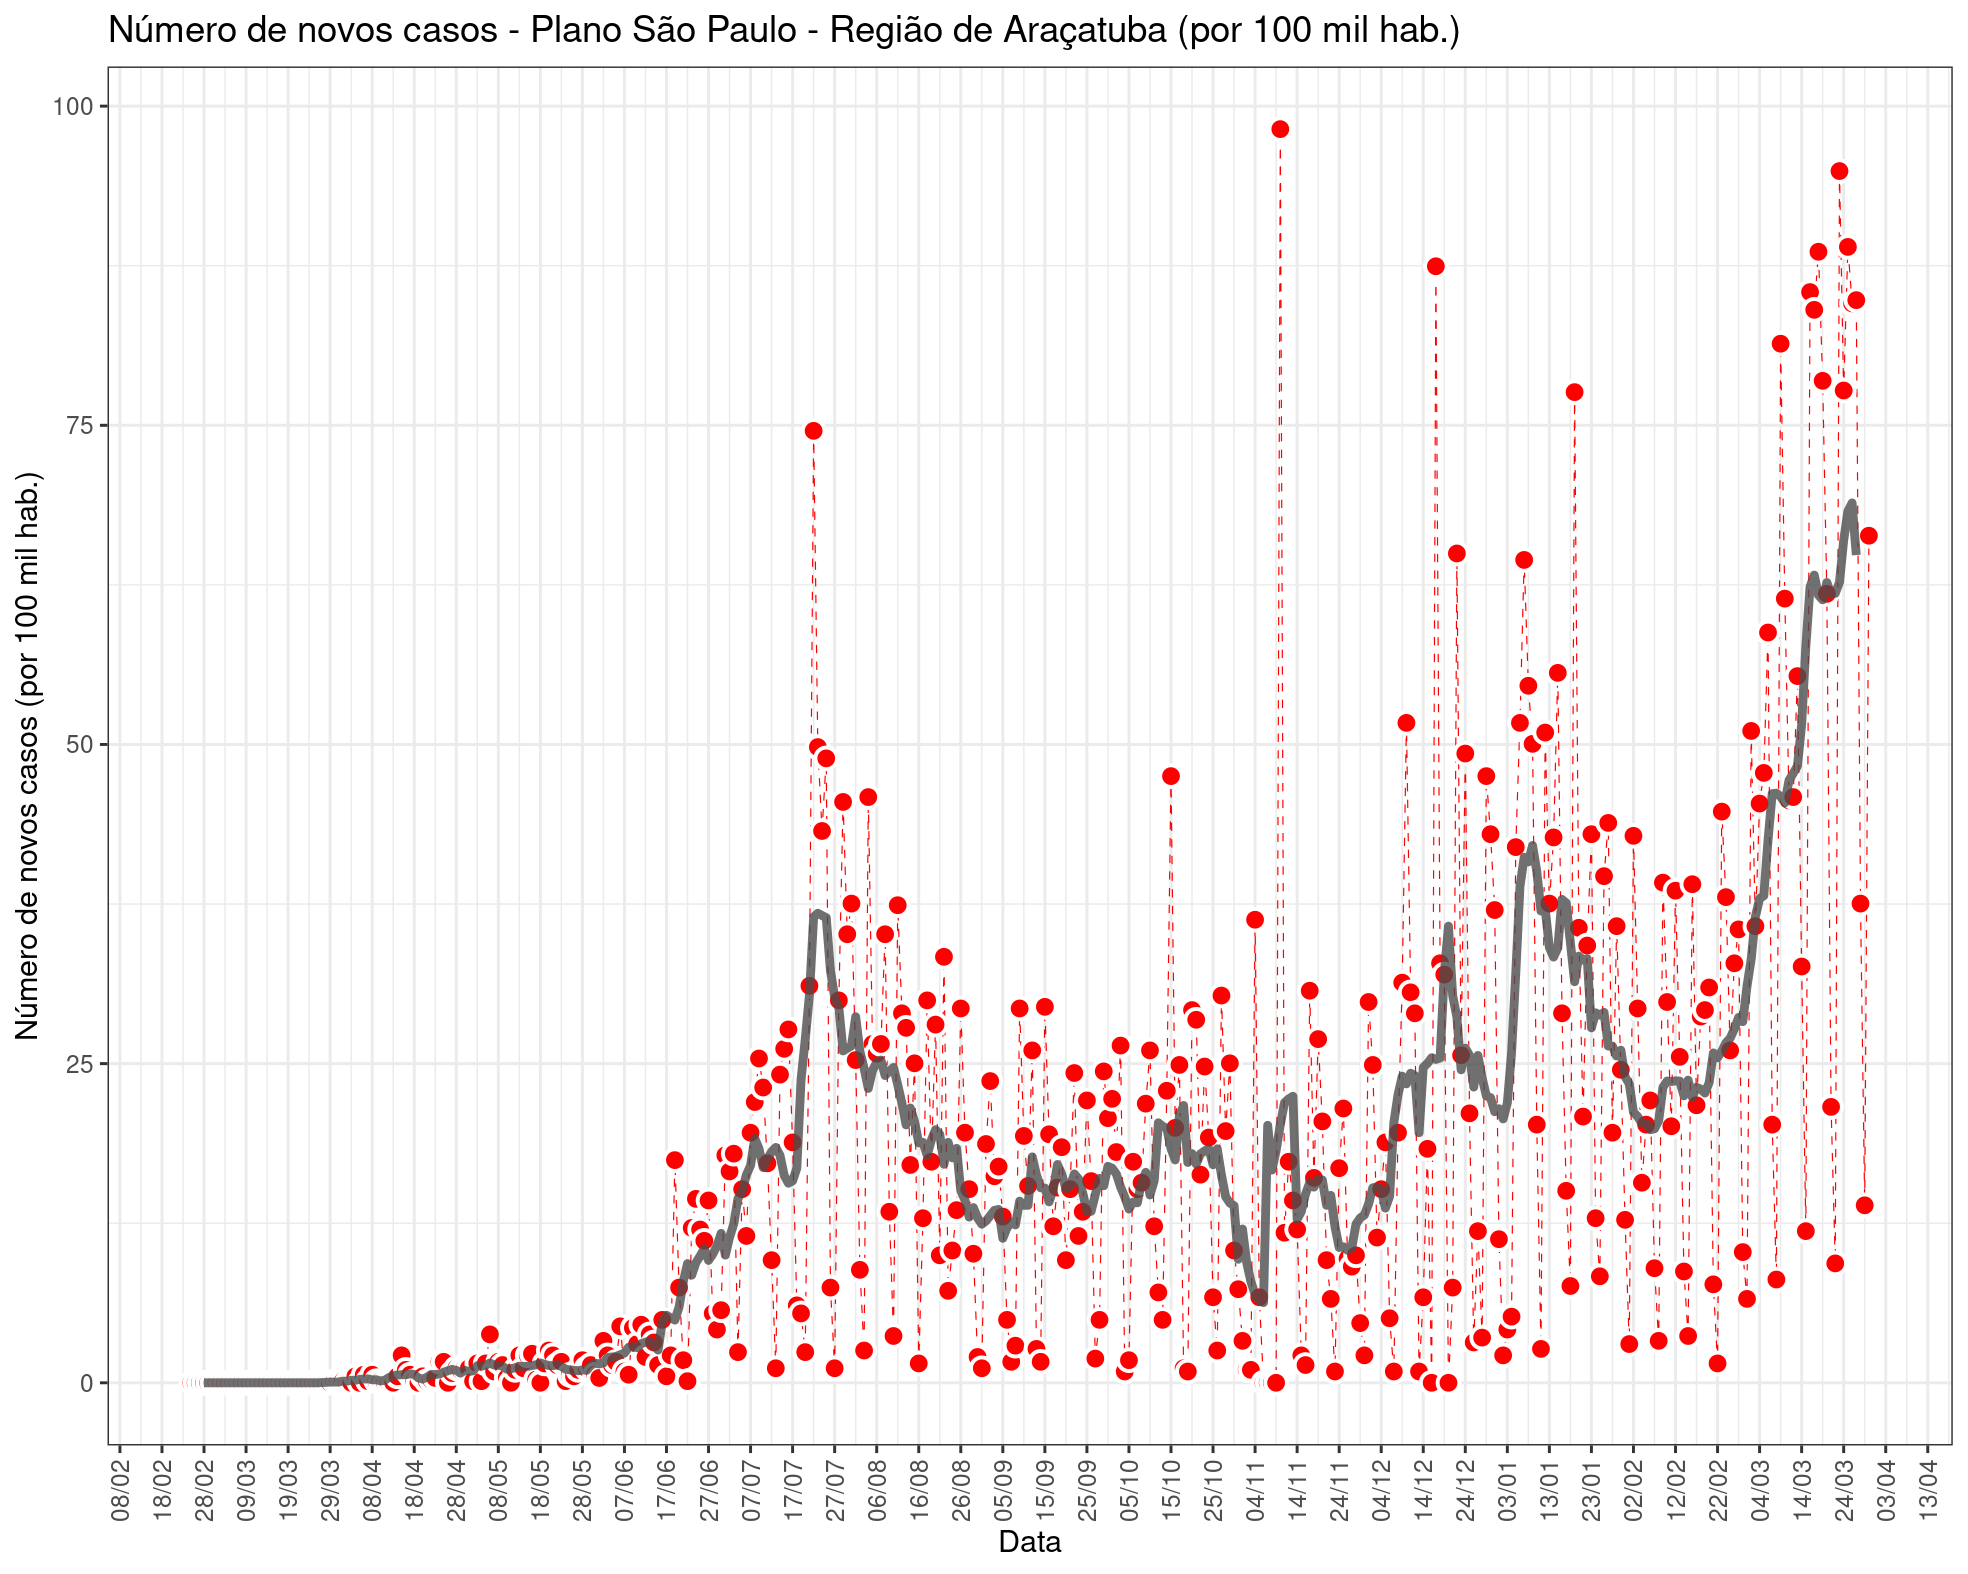 Número de novos casos - Plano São Paulo - Região de Araçatuba (por 100 mil hab.)
Número de novos casos (por 100 mil hab.)
100
75
50
25
0
08/02 18/02 28/02 09/03 19/03 29/03 08/04 18/04 28/04 08/05 18/05 28/05 07/06 17/06 27/06 07/07 17/07 27/07 06/08 16/08 26/08 05/09 15/09 25/09 05/10 15/10 25/10 04/11 14/11 24/11 04/12 14/12 24/12 03/01 13/01 23/01 02/02 12/02 22/02 04/03 14/03 24/03 03/04 13/04
Data